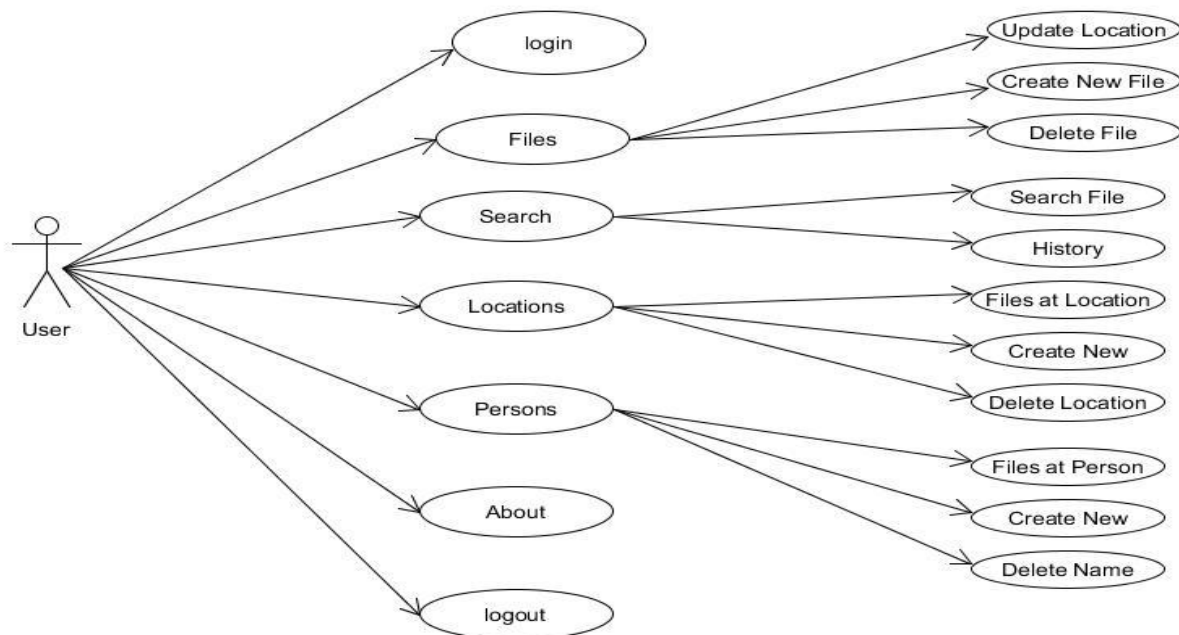 login
Files
Search
Locations
Persons
About
logout
User
Update Location
Create New File
Delete File
Search File
History
Files at Location
Create New
Delete Location
Files at Person
Create New
Delete Name